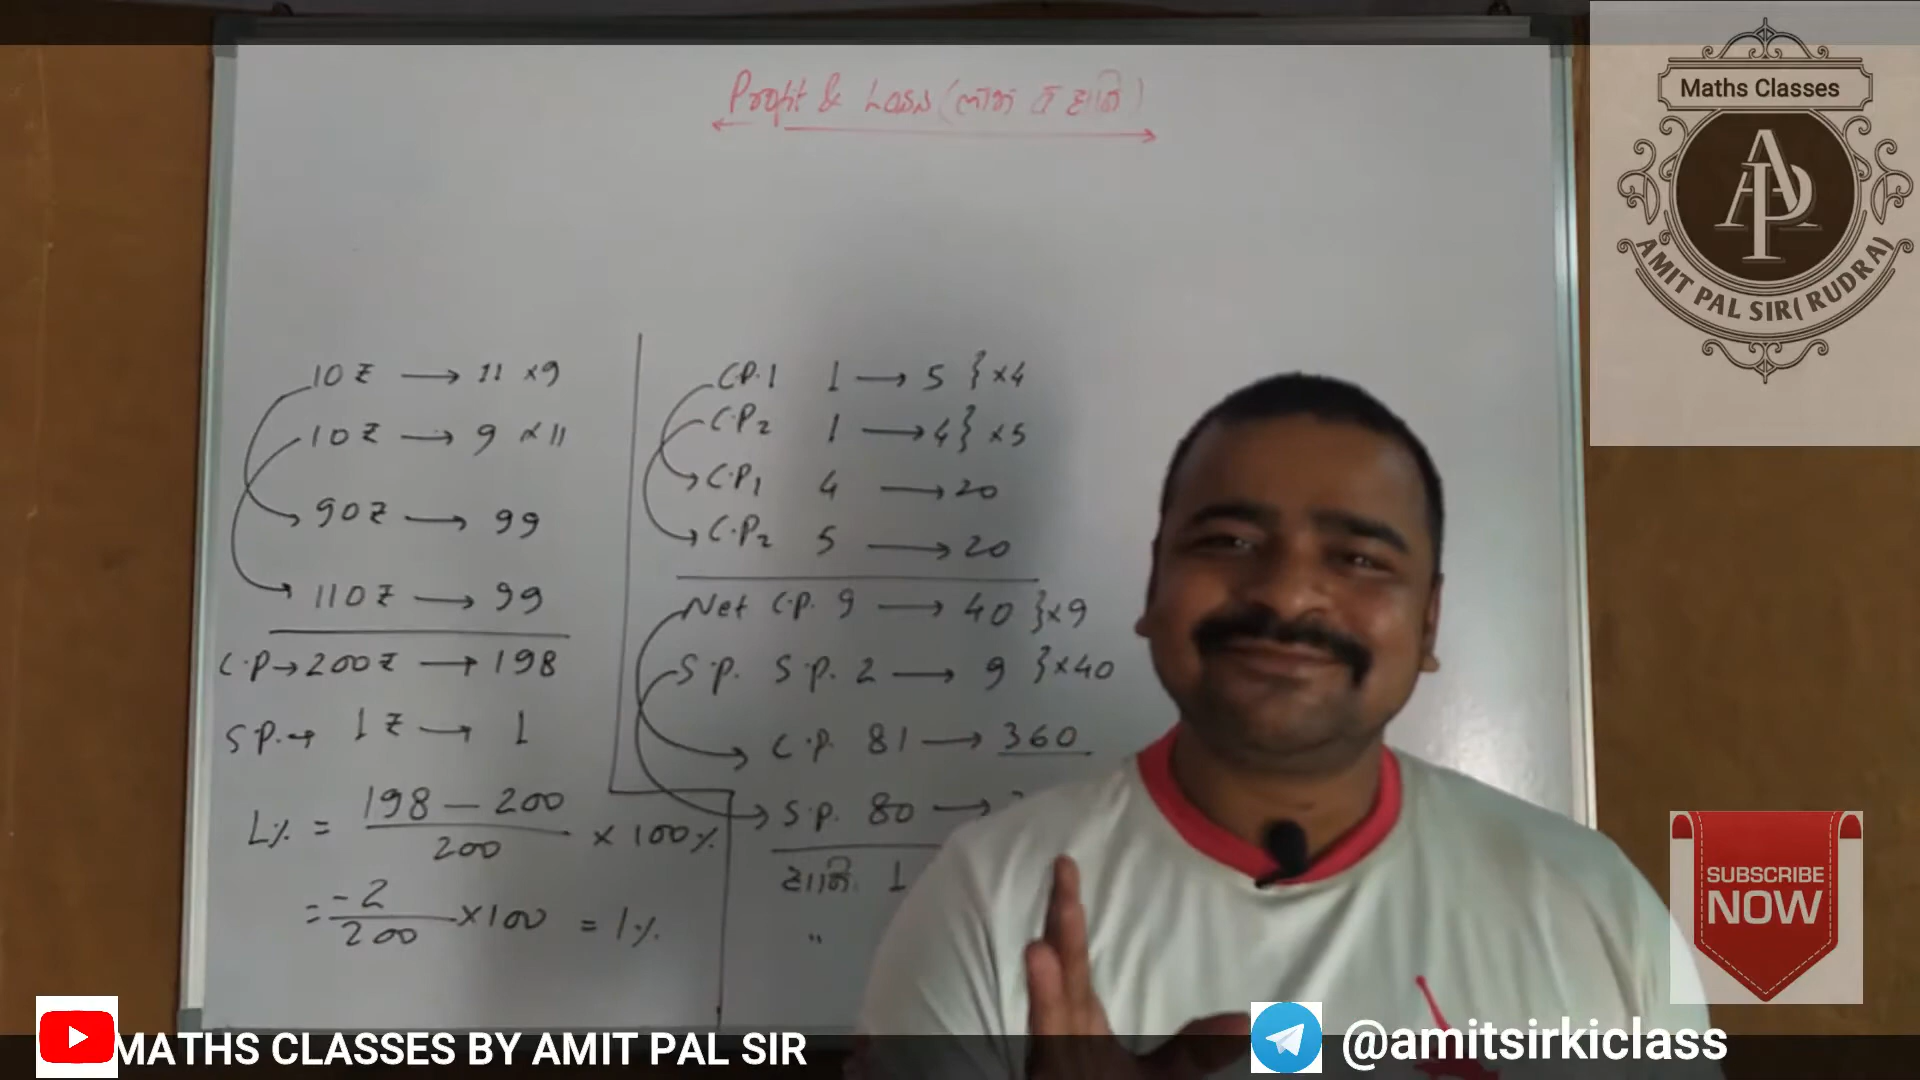 Profit & Loss (लाभ व हानि)
Maths Classes
AP
AMIT PAL SIR( RUDRA)
10 ₹ → 11 ×9
10 ₹ → 9 ×11
90 ₹ → 99
110 ₹ → 99
C.P → 200 ₹ → 198
S.P. → 1 ₹ → 1
L% = 198 - 200 / 200 × 100%
= -2 / 200 ×100 = 1%
C.P.1 1 → 5 } ×4
C.P2 1 → 4 } ×5
C.P1 4 → 20
C.P2 5 → 20
Net C.P. 9 → 40 } ×9
S.P. S.P. 2 → 9 } ×40
C.P. 81 → 360
S.P. 80 →
हानि 1
"
SUBSCRIBE
NOW
MATHS CLASSES BY AMIT PAL SIR
@amitsirkiclass